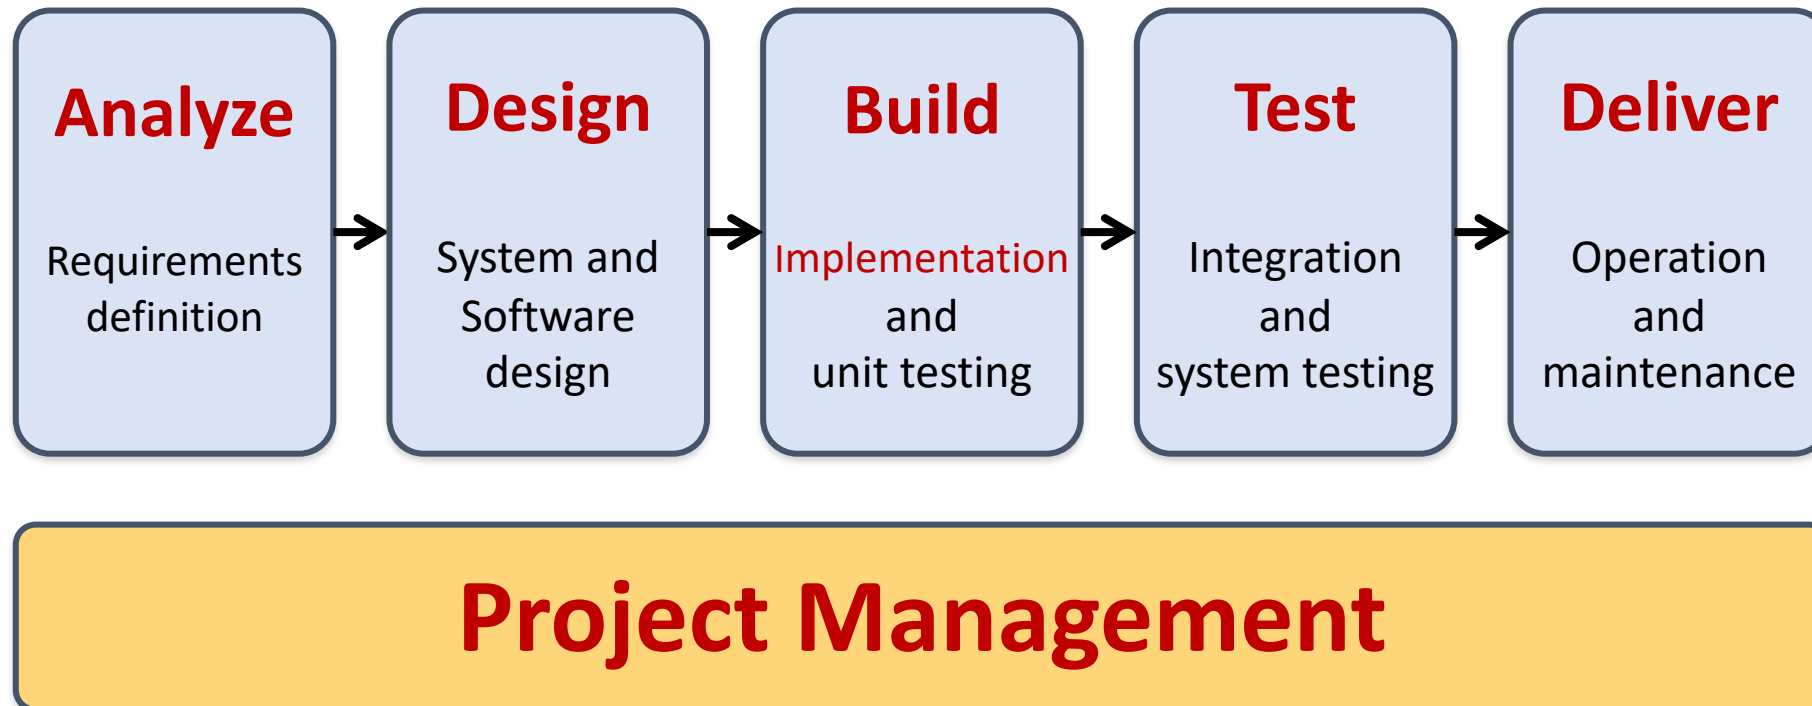 Analyze
Requirements
definition
Design
System and
Software
design
Build
Implementation
and
unit testing
Test
Integration
and
system testing
Deliver
Operation
and
maintenance
Project Management